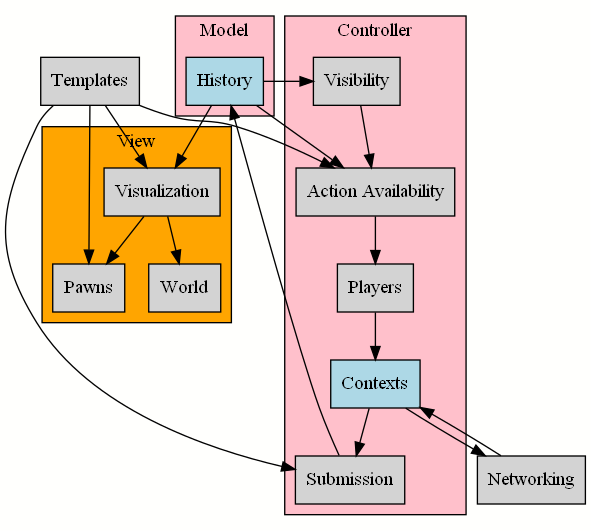 Model
Controller
Templates
History
Visibility
View
Visualization
Action Availability
Pawns
World
Players
Contexts
Submission
Networking